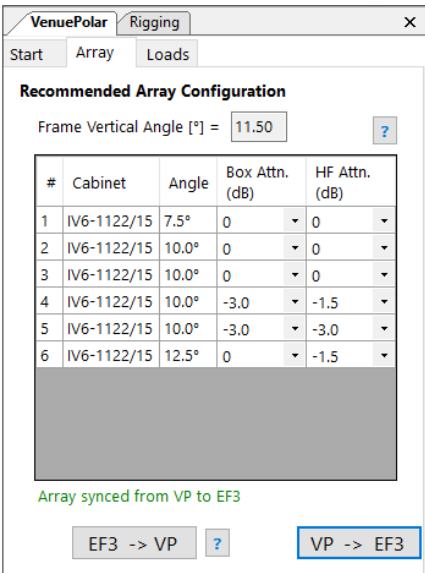 VenuePolar Rigging ×
Start Array Loads
Recommended Array Configuration
Frame Vertical Angle [°] = 11.50 ?
# Cabinet Angle Box Attn. (dB) HF Attn. (dB)
1 IV6-1122/15 7.5° 0 0
2 IV6-1122/15 10.0° 0 0
3 IV6-1122/15 10.0° 0 0
4 IV6-1122/15 10.0° -3.0 -1.5
5 IV6-1122/15 10.0° -3.0 -3.0
6 IV6-1122/15 12.5° 0 -1.5
Array synced from VP to EF3
EF3 -> VP ? VP -> EF3